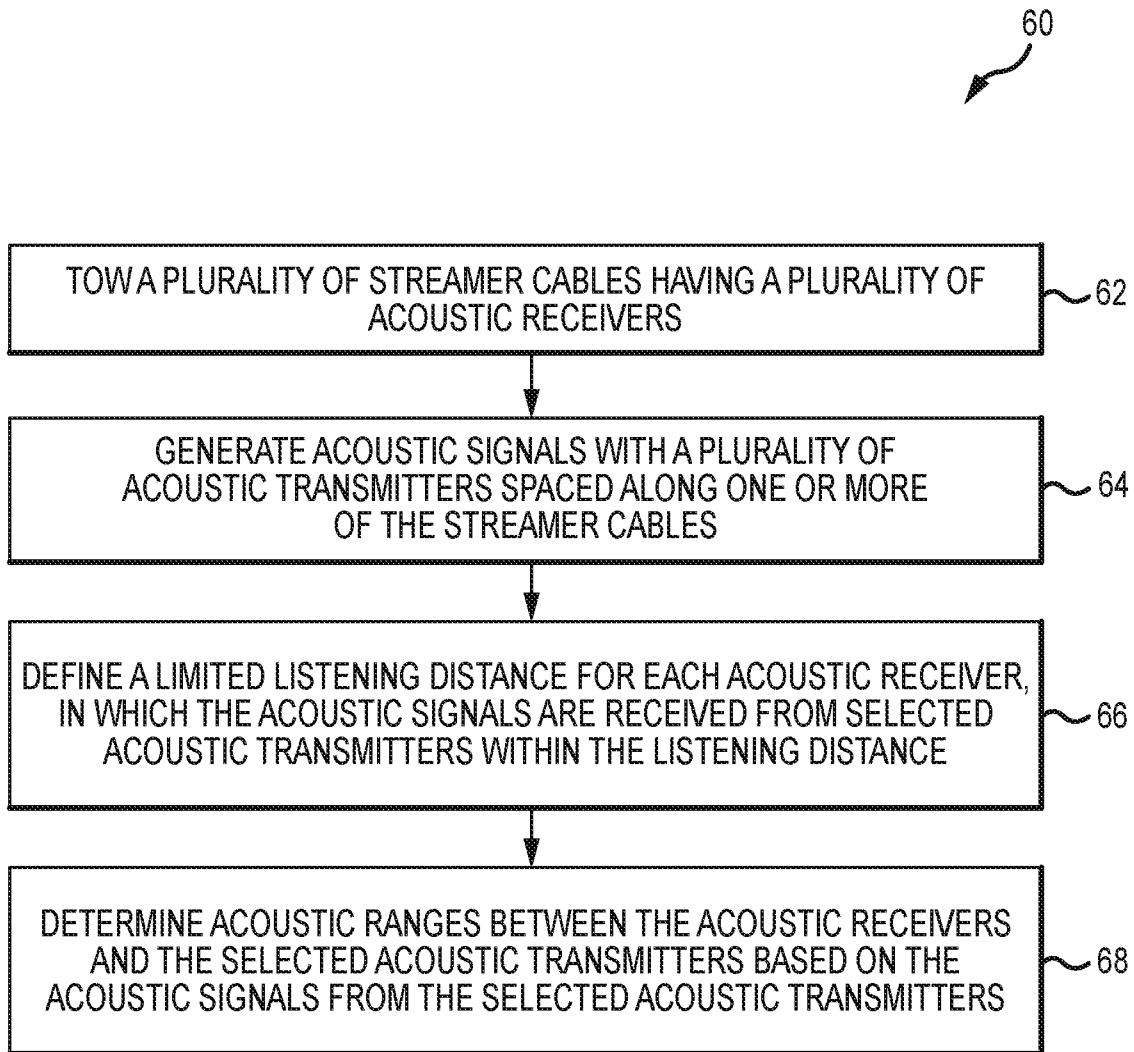 60
TOW A PLURALITY OF STREAMER CABLES HAVING A PLURALITY OF
ACOUSTIC RECEIVERS
62
GENERATE ACOUSTIC SIGNALS WITH A PLURALITY OF
ACOUSTIC TRANSMITTERS SPACED ALONG ONE OR MORE
OF THE STREAMER CABLES
64
DEFINE A LIMITED LISTENING DISTANCE FOR EACH ACOUSTIC RECEIVER,
IN WHICH THE ACOUSTIC SIGNALS ARE RECEIVED FROM SELECTED
ACOUSTIC TRANSMITTERS WITHIN THE LISTENING DISTANCE
66
DETERMINE ACOUSTIC RANGES BETWEEN THE ACOUSTIC RECEIVERS
AND THE SELECTED ACOUSTIC TRANSMITTERS BASED ON THE
ACOUSTIC SIGNALS FROM THE SELECTED ACOUSTIC TRANSMITTERS
68